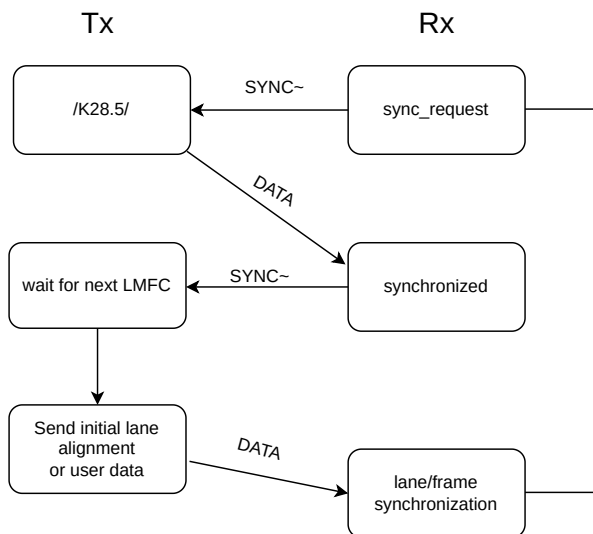 Tx
Rx
/K28.5/
SYNC~
sync_request
DATA
wait for next LMFC
SYNC~
synchronized
Send initial lane
alignment
or user data
DATA
lane/frame
synchronization